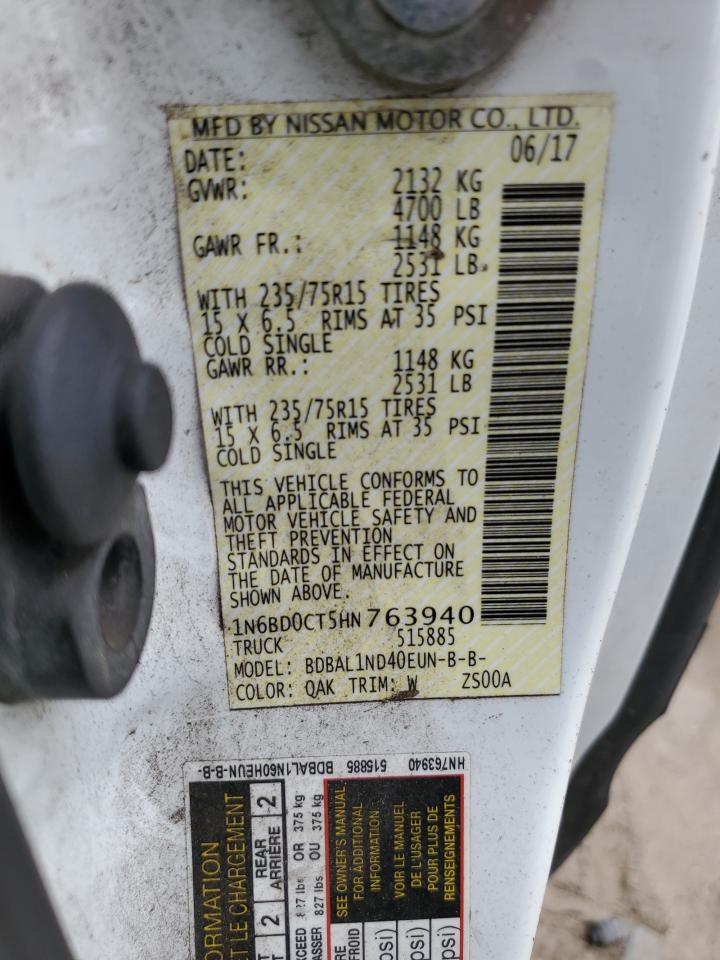 MFD BY NISSAN MOTOR CO., LTD.
DATE: 06/17
GVWR: 2132 KG
4700 LB
GAWR FR.: 1148 KG
2531 LB
WITH 235/75R15 TIRES
15 X 6.5 RIMS AT 35 PSI
COLD SINGLE
GAWR RR.: 1148 KG
2531 LB
WITH 235/75R15 TIRES
15 X 6.5 RIMS AT 35 PSI
COLD SINGLE
THIS VEHICLE CONFORMS TO
ALL APPLICABLE FEDERAL
MOTOR VEHICLE SAFETY AND
THEFT PREVENTION
STANDARDS IN EFFECT ON
THE DATE OF MANUFACTURE
SHOWN ABOVE.
1N6BD0CT5HN763940
TRUCK 515885
MODEL: BDBAL1ND40EUN-B-B-
COLOR: QAK TRIM: W ZS00A
HN763940 515885 BDBAL1N60HEUN-B-B-
ET LE CHARGEMENT
2
REAR
ARRIÈRE
2
OR 375 kg
827 lbs OU 375 kg
SEE OWNER'S MANUAL
FOR ADDITIONAL
INFORMATION
VOIR LE MANUEL
DE L'USAGER
POUR PLUS DE
RENSEIGNEMENTS